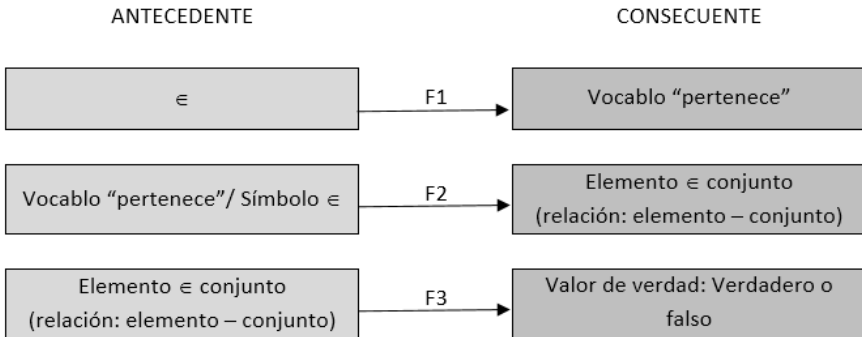 ANTECEDENTE
CONSECUENTE
∈
F1
Vocablo “pertenece”
Vocablo “pertenece”/ Símbolo ∈
F2
Elemento ∈ conjunto
(relación: elemento – conjunto)
Elemento ∈ conjunto
(relación: elemento – conjunto)
F3
Valor de verdad: Verdadero o
falso